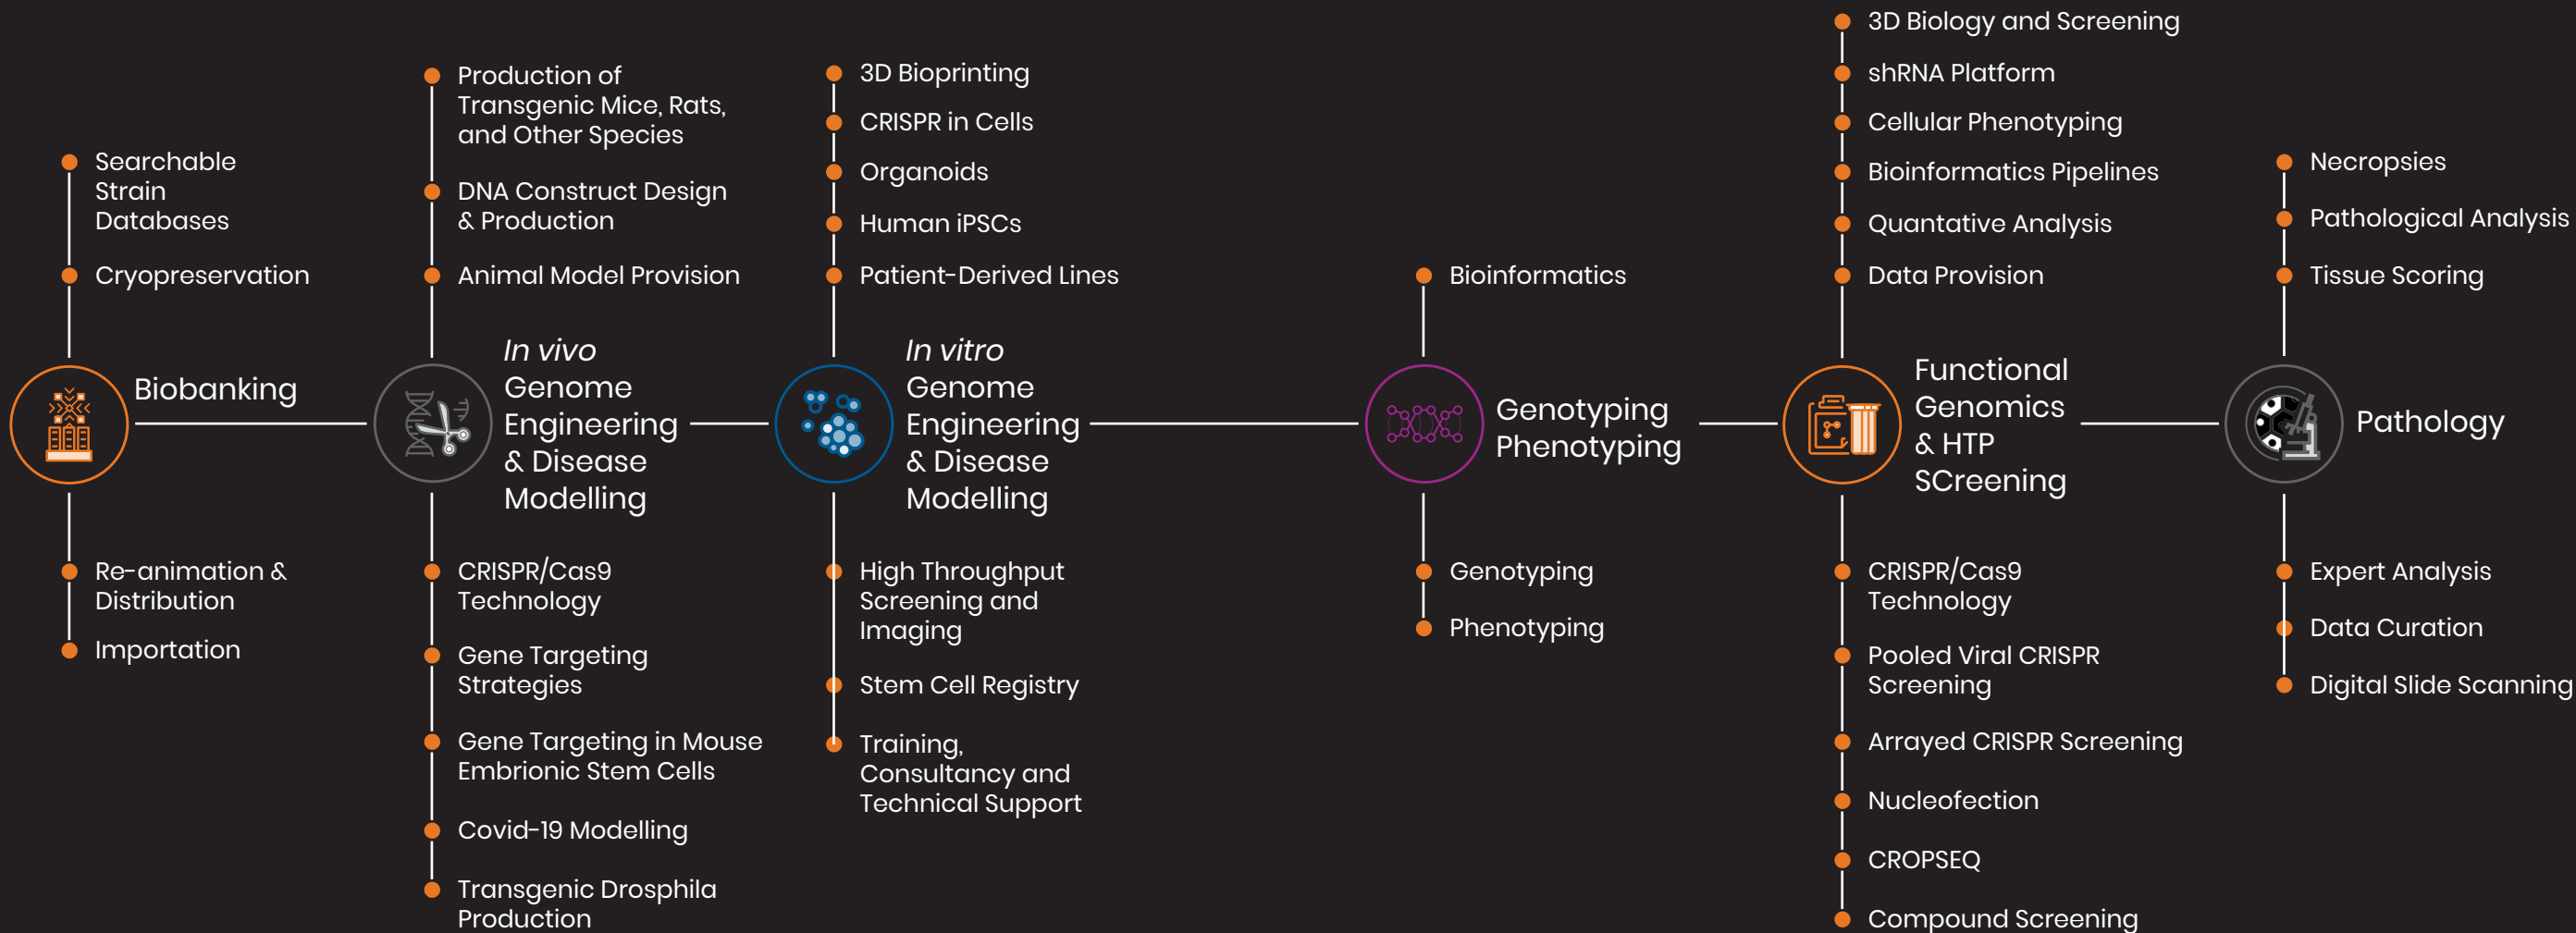 Searchable
Strain
Databases
Cryopreservation
Biobanking
Re-animation &
Distribution
Importation
Production of
Transgenic Mice, Rats,
and Other Species
DNA Construct Design
& Production
Animal Model Provision
In vivo
Genome
Engineering
& Disease
Modelling
CRISPR/Cas9
Technology
Gene Targeting
Strategies
Gene Targeting in Mouse
Embrionic Stem Cells
Covid-19 Modelling
Transgenic Drosphila
Production
3D Bioprinting
CRISPR in Cells
Organoids
Human iPSCs
Patient-Derived Lines
In vitro
Genome
Engineering
& Disease
Modelling
High Throughput
Screening and
Imaging
Stem Cell Registry
Training,
Consultancy and
Technical Support
Bioinformatics
Genotyping
Phenotyping
Genotyping
Phenotyping
3D Biology and Screening
shRNA Platform
Cellular Phenotyping
Bioinformatics Pipelines
Quantative Analysis
Data Provision
Functional
Genomics
& HTP
SCreening
CRISPR/Cas9
Technology
Pooled Viral CRISPR
Screening
Arrayed CRISPR Screening
Nucleofection
CROPSEQ
Compound Screening
Necropsies
Pathological Analysis
Tissue Scoring
Pathology
Expert Analysis
Data Curation
Digital Slide Scanning